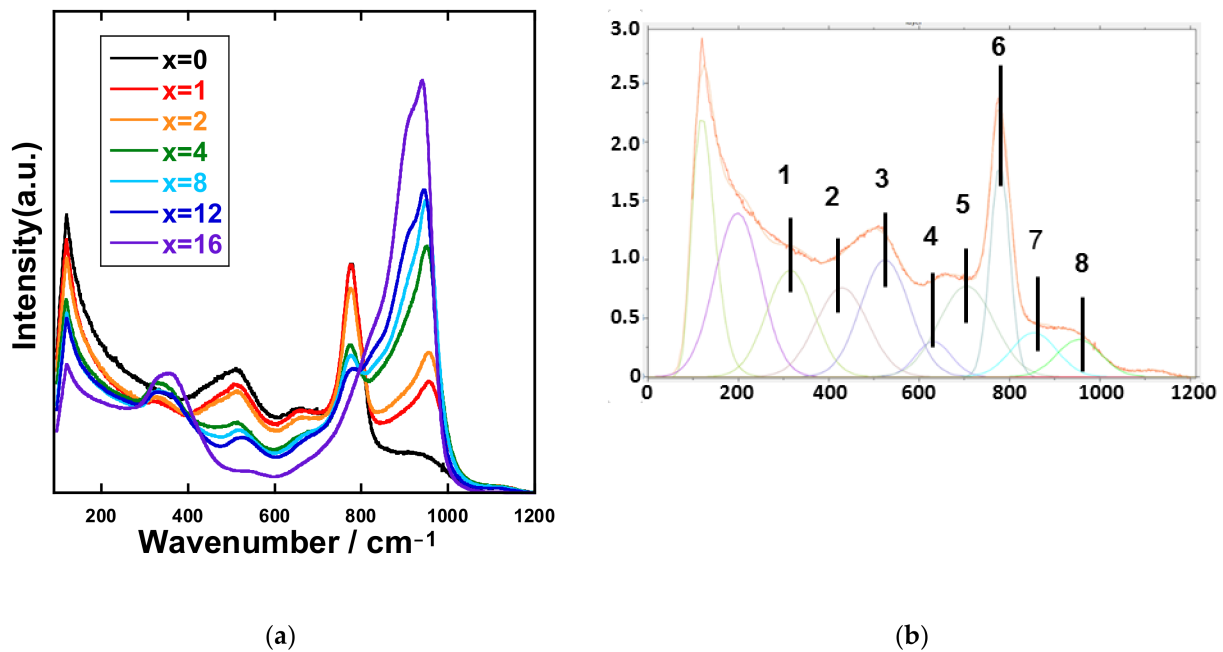 x=0
x=1
x=2
x=4
x=8
x=12
x=16
Intensity(a.u.)
200 400 600 800 1000 1200
Wavenumber / cm⁻¹
(a)
3.0
2.5
2.0
1.5
1.0
0.5
0
0 200 400 600 800 1000 1200
1
2
3
4
5
6
7
8
(b)